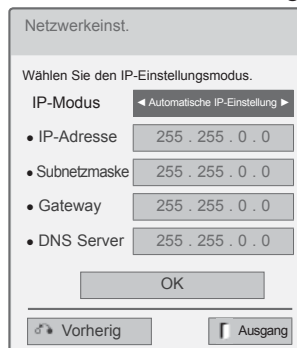 Netzwerkeinst.
Wählen Sie den IP-Einstellungsmodus.
IP-Modus ◄ Automatische IP-Einstellung ►
● IP-Adresse 255 . 255 . 0 . 0
● Subnetzmaske 255 . 255 . 0 . 0
● Gateway 255 . 255 . 0 . 0
● DNS Server 255 . 255 . 0 . 0
OK
Vorherig Ausgang